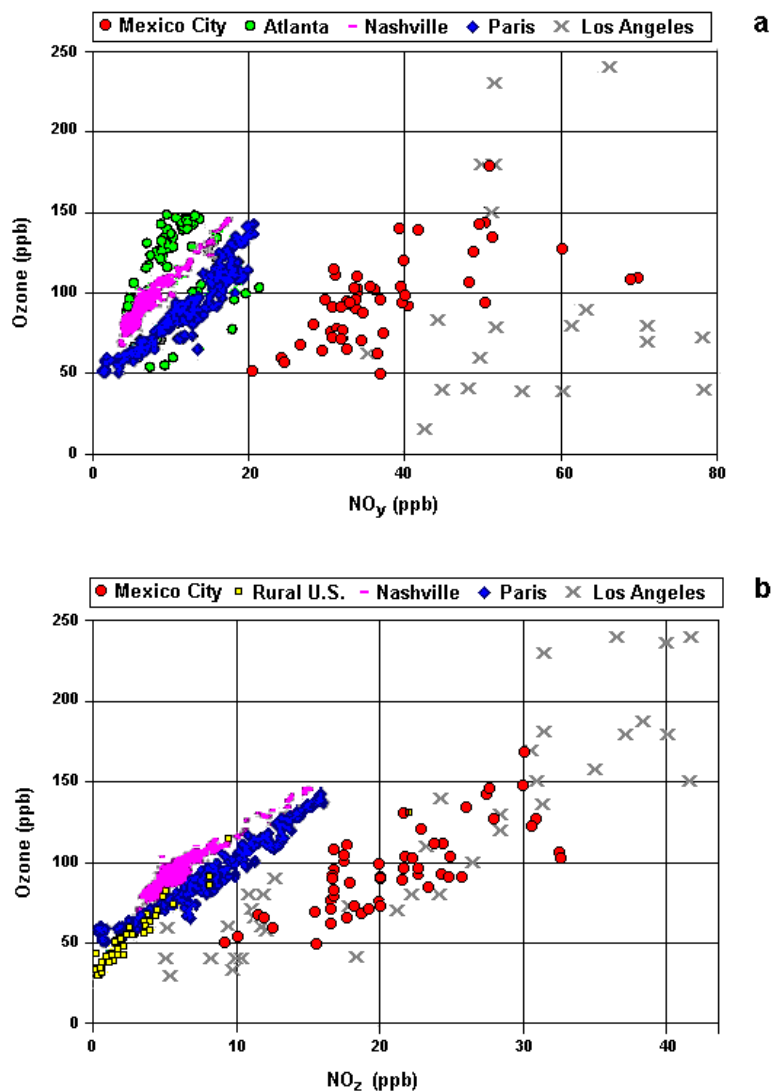 Mexico City Atlanta Nashville Paris Los Angeles
a
250
200
150
100
50
0
Ozone (ppb)
0 20 40 60 80
NOy (ppb)
Mexico City Rural U.S. Nashville Paris Los Angeles
b
250
200
150
100
50
0
Ozone (ppb)
0 10 20 30 40
NOz (ppb)